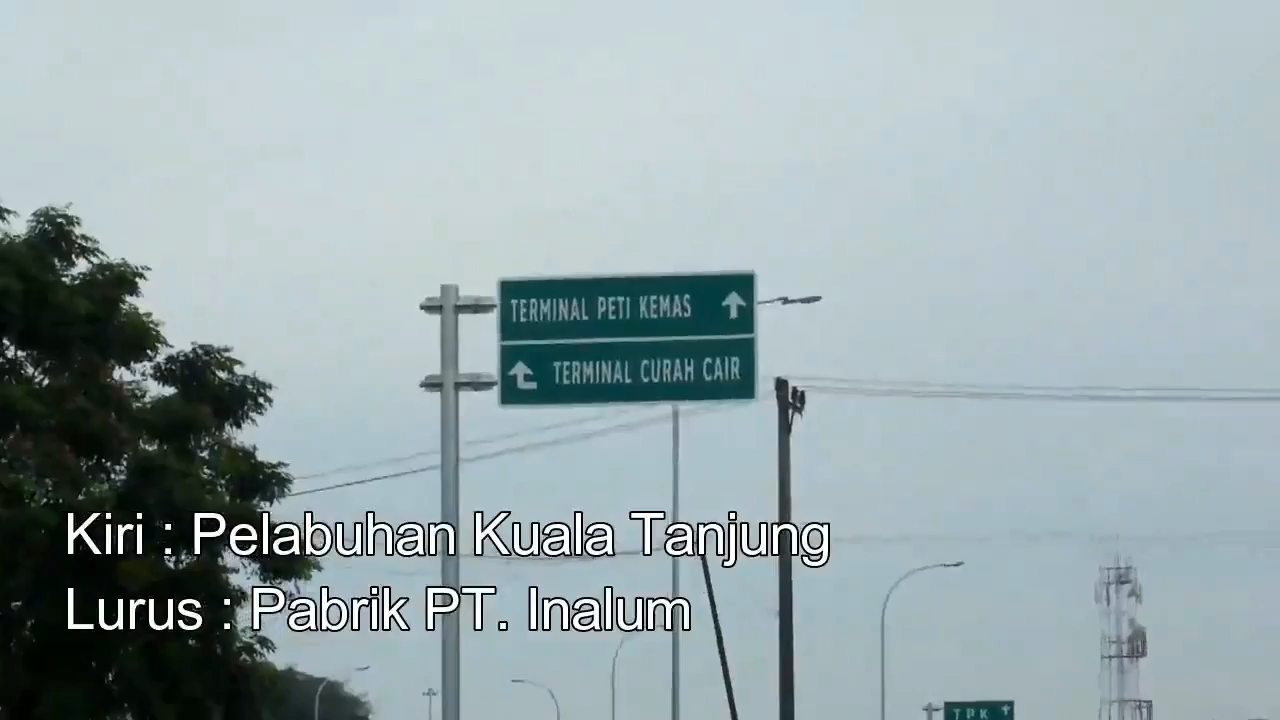 TERMINAL PETI KEMAS
TERMINAL CURAH CAIR
Kiri : Pelabuhan Kuala Tanjung
Lurus : Pabrik PT. Inalum
TPK